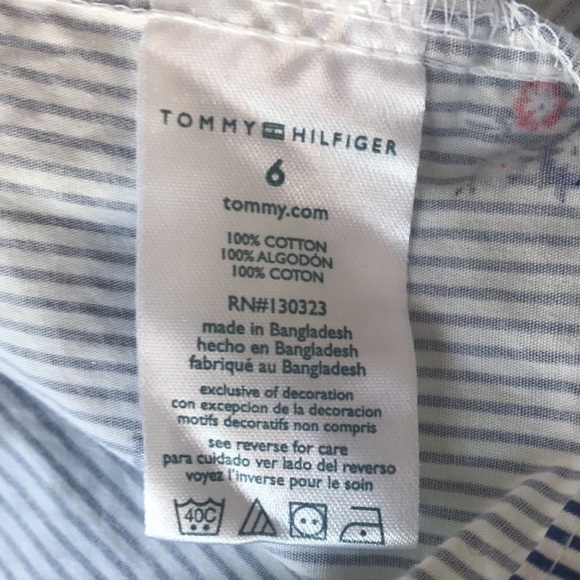 TOMMY HILFIGER
6
tommy.com
100% COTTON
100% ALGODÓN
100% COTON
RN#130323
made in Bangladesh
hecho en Bangladesh
fabriqué au Bangladesh
exclusive of decoration
con excepcion de la decoracion
motifs decoratifs non compris
see reverse for care
para cuidado ver lado del reverso
voyez l'inverse pour le soin
40C